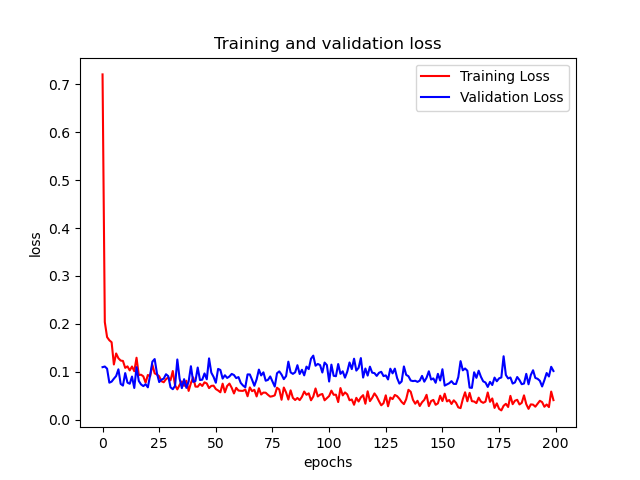 Training and validation loss
Training Loss
Validation Loss
loss
0.7
0.6
0.5
0.4
0.3
0.2
0.1
0.0
0 25 50 75 100 125 150 175 200
epochs